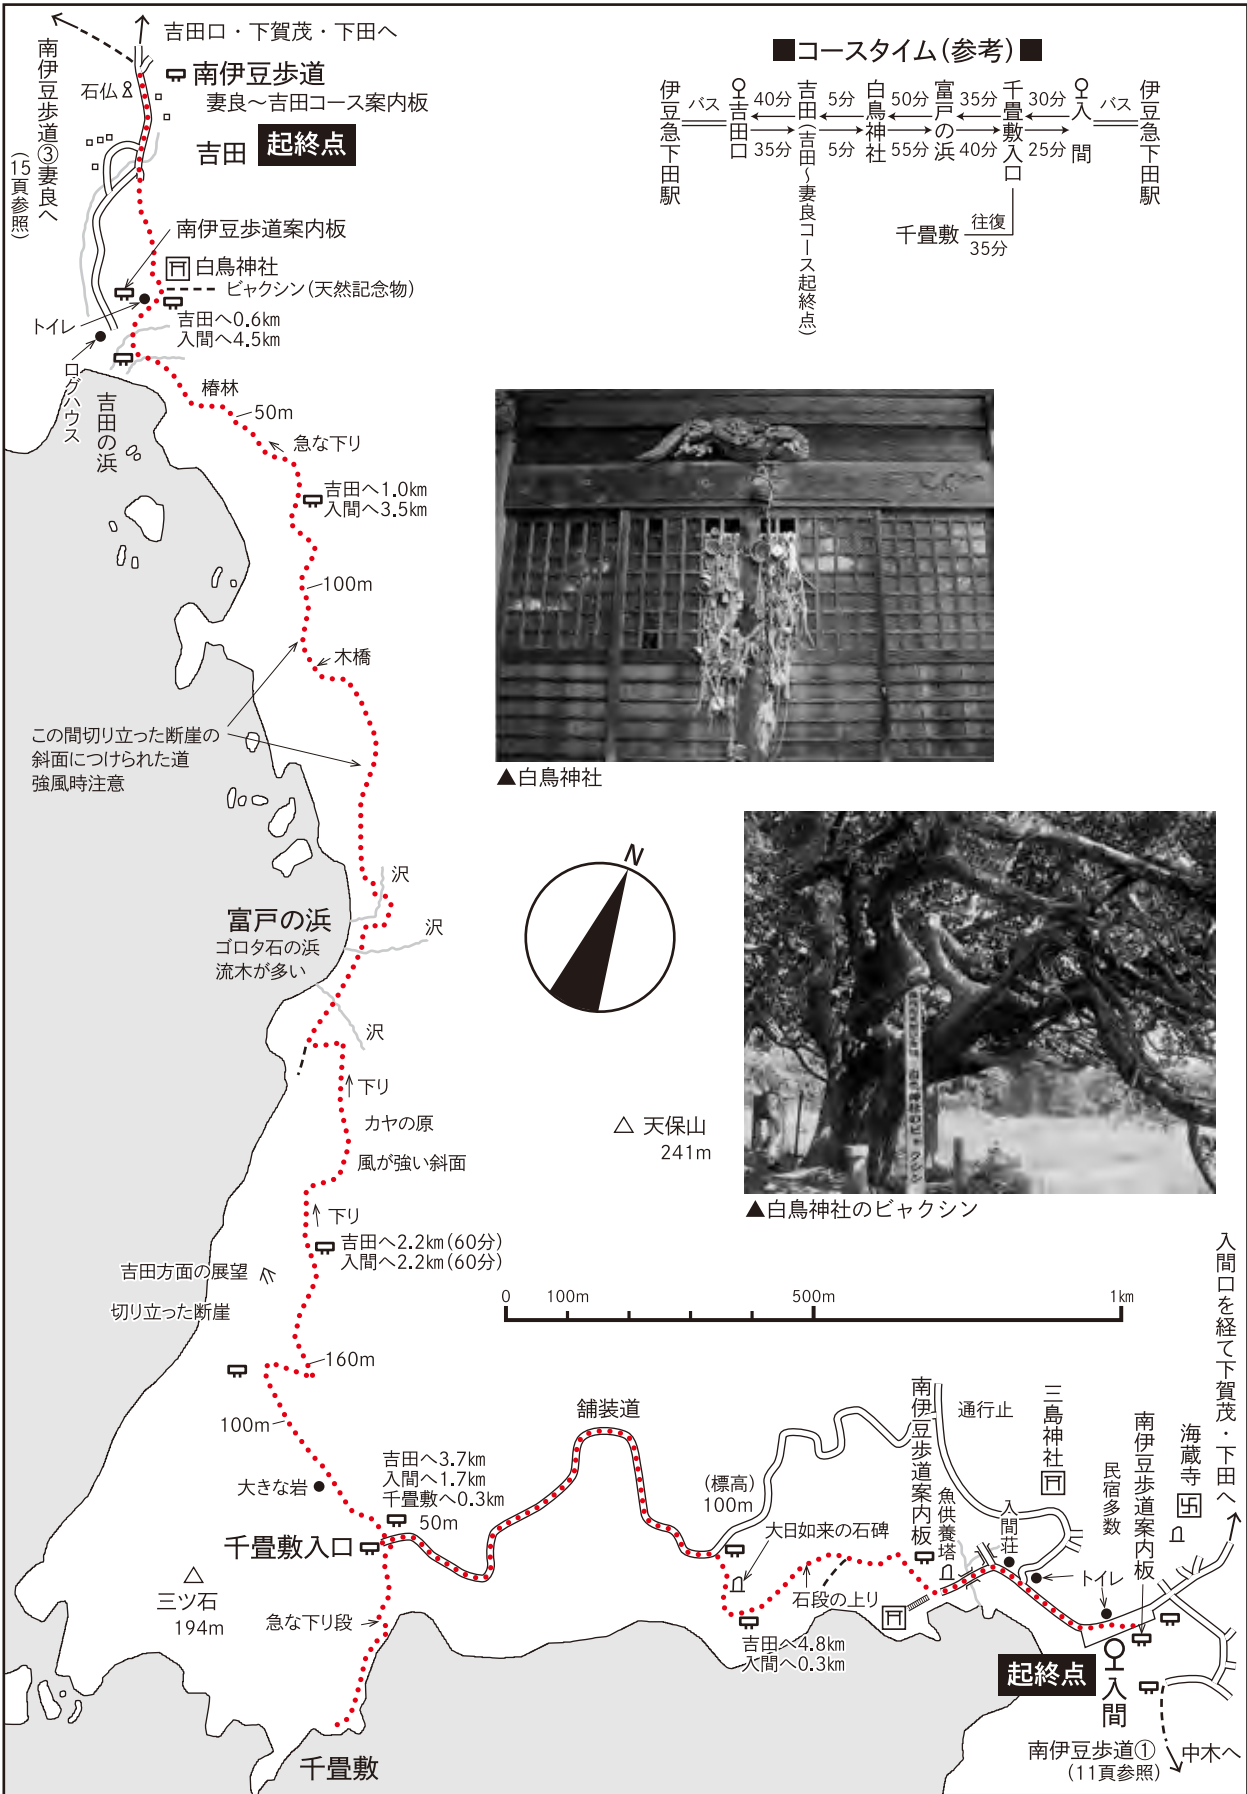 吉田口・下賀茂・下田へ
南伊豆歩道③妻良へ
(15頁参照)
石仏
南伊豆歩道
妻良〜吉田コース案内板
吉田
起終点
■コースタイム(参考)■
伊豆急下田駅
バス
吉田口
40分
35分
吉田(吉田〜妻良コース起終点)
5分
5分
白鳥神社
50分
55分
富戸の浜
35分
40分
千畳敷入口
30分
25分
入間
バス
伊豆急下田駅
千畳敷
往復
35分
南伊豆歩道案内板
白鳥神社
ビャクシン(天然記念物)
トイレ
吉田へ0.6km
入間へ4.5km
ログハウス
吉田の浜
椿林
50m
急な下り
吉田へ1.0km
入間へ3.5km
100m
木橋
この間切り立った断崖の
斜面につけられた道
強風時注意
▲白鳥神社
N
沢
富戸の浜
ゴロタ石の浜
流木が多い
沢
沢
下り
カヤの原
風が強い斜面
天保山
241m
白鳥神社のビャクシン
▲白鳥神社のビャクシン
下り
吉田へ2.2km(60分)
入間へ2.2km(60分)
吉田方面の展望
切り立った断崖
0
100m
500m
1km
160m
100m
大きな岩
吉田へ3.7km
入間へ1.7km
千畳敷へ0.3km
50m
千畳敷入口
三ツ石
194m
急な下り段
千畳敷
舗装道
(標高)
100m
大日如来の石碑
石段の上り
吉田へ4.8km
入間へ0.3km
南伊豆歩道案内板
魚供養塔
通行止
入間荘
三島神社
トイレ
民宿多数
南伊豆歩道案内板
海蔵寺
卍
入間口を経て下賀茂・下田へ
起終点
入間
南伊豆歩道①
(11頁参照)
中木へ